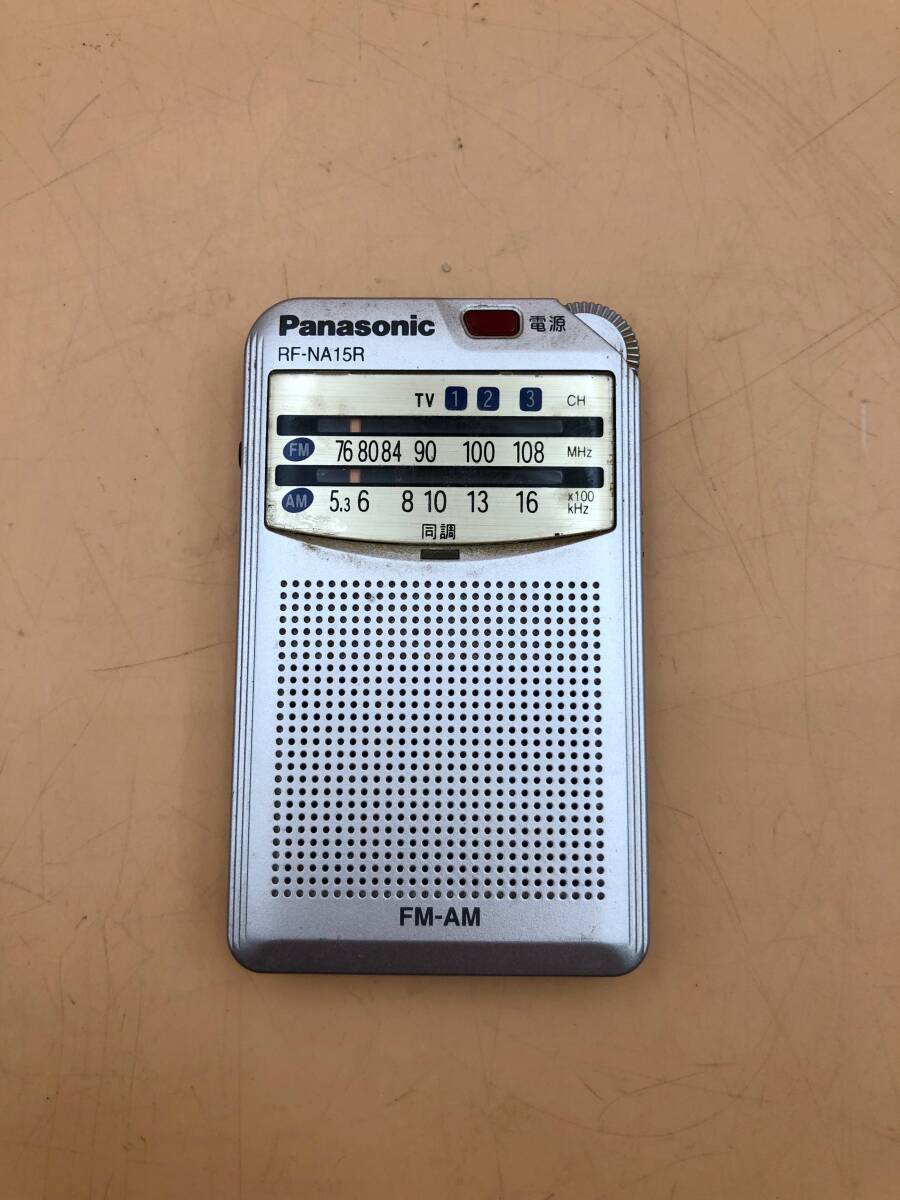 Panasonic 電源
RF-NA15R
TV 1 2 3 CH
FM 76 80 84 90 100 108 MHz
AM 5.3 6 8 10 13 16 x100 kHz
同調
FM-AM